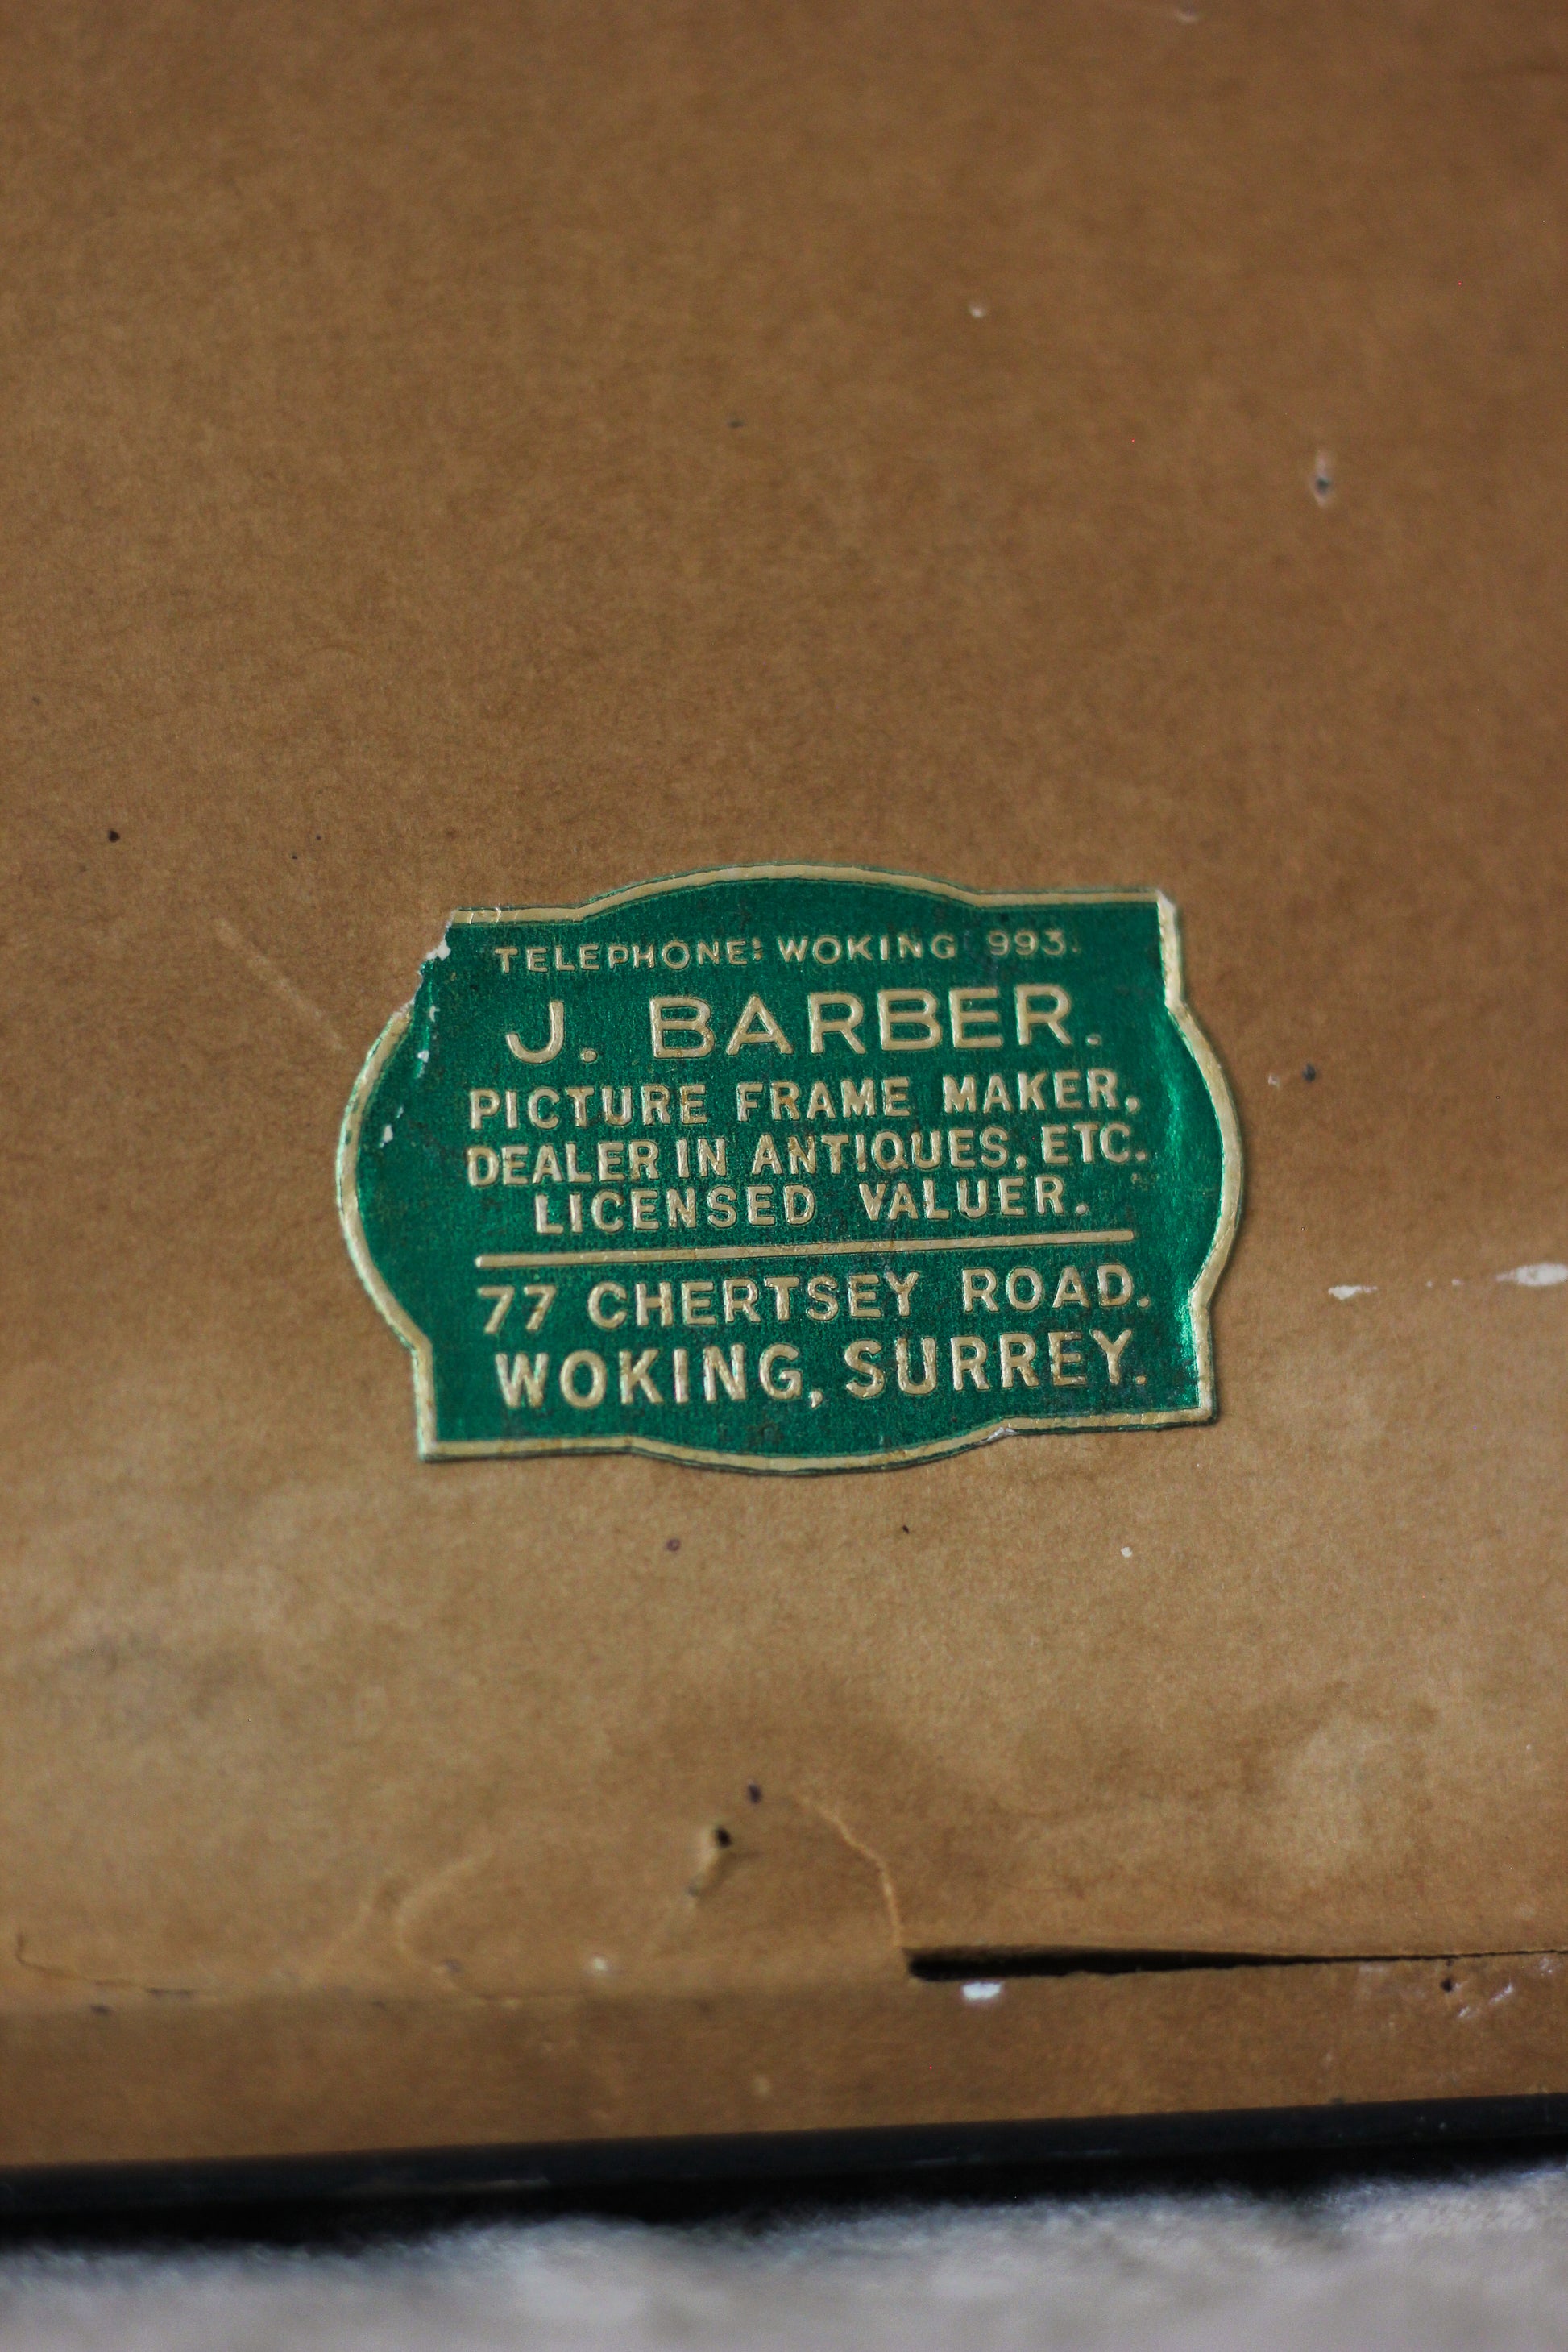 TELEPHONE: WOKING 993.
J. BARBER.
PICTURE FRAME MAKER,
DEALER IN ANTIQUES, ETC.
LICENSED VALUER.
77 CHERTSEY ROAD.
WOKING, SURREY.